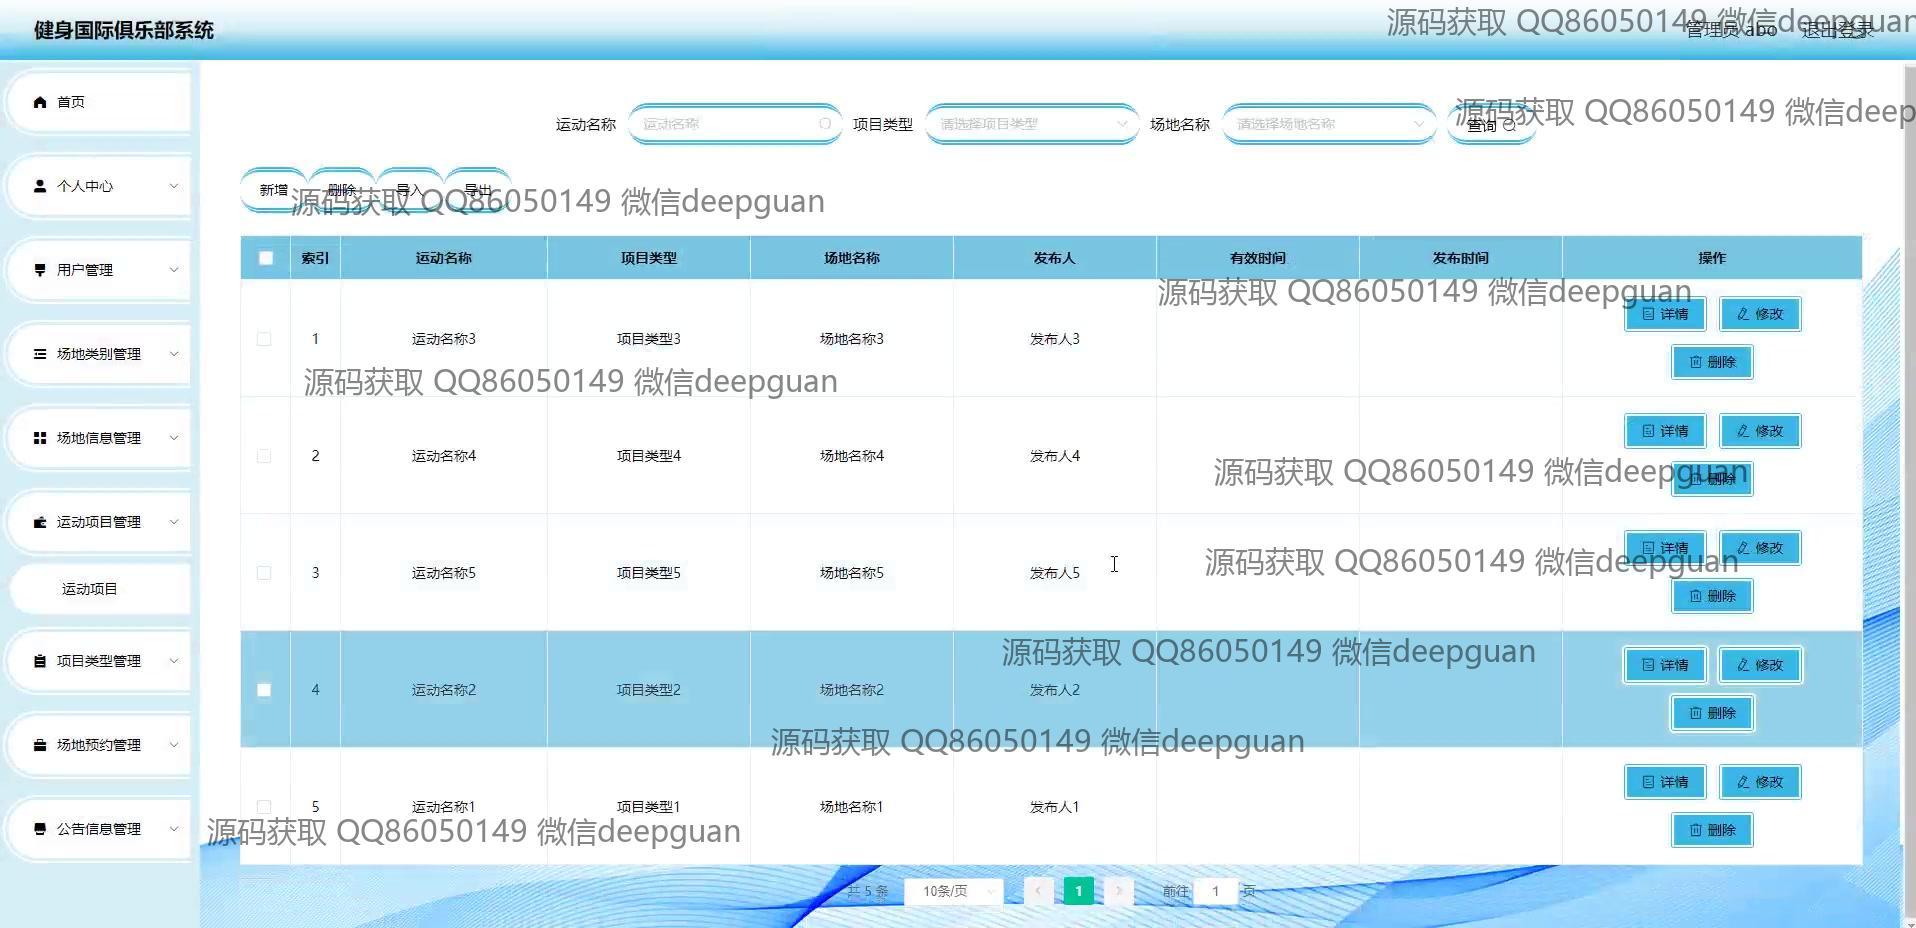 健身国际俱乐部系统
源码获取 QQ86050149 微信deepguan
管理员 abo 退出登录
首页
个人中心
用户管理
场地类别管理
场地信息管理
运动项目管理
运动项目
项目类型管理
场地预约管理
公告信息管理
运动名称 运动名称 项目类型 请选择项目类型 场地名称 请选择场地名称 查询
源码获取 QQ86050149 微信deep
新增 删除 导入 导出
源码获取 QQ86050149 微信deepguan
索引 运动名称 项目类型 场地名称 发布人 有效时间 发布时间 操作
源码获取 QQ86050149 微信deepguan
1 运动名称3 项目类型3 场地名称3 发布人3 详情 修改 删除
源码获取 QQ86050149 微信deepguan
2 运动名称4 项目类型4 场地名称4 发布人4 详情 修改 删除
源码获取 QQ86050149 微信deepguan
3 运动名称5 项目类型5 场地名称5 发布人5 详情 修改 删除
源码获取 QQ86050149 微信deepguan
源码获取 QQ86050149 微信deepguan
4 运动名称2 项目类型2 场地名称2 发布人2 详情 修改 删除
源码获取 QQ86050149 微信deepguan
5 运动名称1 项目类型1 场地名称1 发布人1 详情 修改 删除
源码获取 QQ86050149 微信deepguan
共 5 条 10条/页 1 前往 1 页